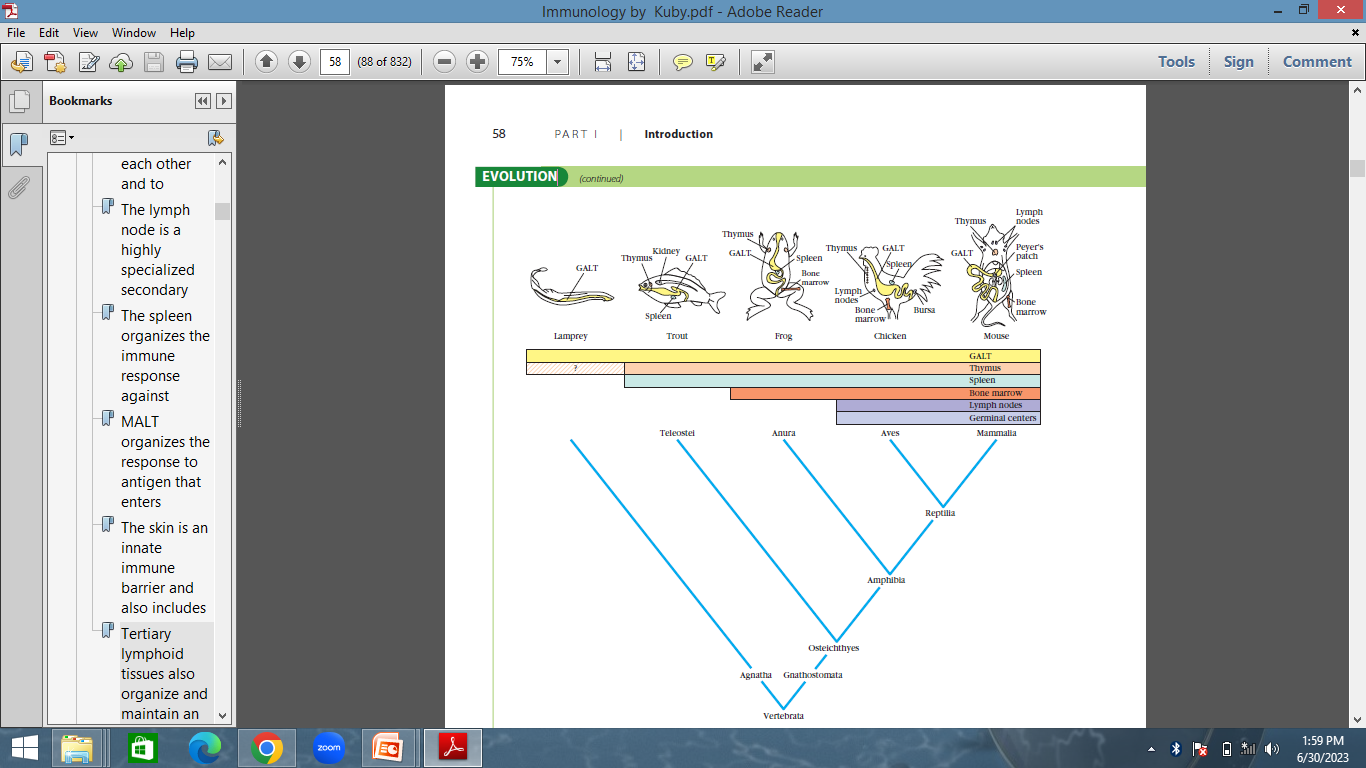 Immunology by Kuby.pdf - Adobe Reader
File Edit View Window Help
58 (88 of 832) 75% Tools Sign Comment
Bookmarks
each other
and to
The lymph
node is a
highly
specialized
secondary
The spleen
organizes the
immune
response
against
MALT
organizes the
response to
antigen that
enters
The skin is an
innate
immune
barrier and
also includes
Tertiary
lymphoid
tissues also
organize and
maintain an
58 PART I | Introduction
EVOLUTION (continued)
GALT
Lamprey
Thymus
Kidney
GALT
Spleen
Trout
Thymus
GALT
Spleen
Bone
marrow
Frog
Thymus
GALT
Spleen
Lymph
nodes
Bone
marrow
Bursa
Chicken
Thymus
Lymph
nodes
GALT
Peyer's
patch
Spleen
Bone
marrow
Mouse
GALT
? Thymus
Spleen
Bone marrow
Lymph nodes
Germinal centers
Teleostei Anura Aves Mammalia
Reptilia
Amphibia
Osteichthyes
Agnatha Gnathostomata
Vertebrata
zoom
1:59 PM
6/30/2023